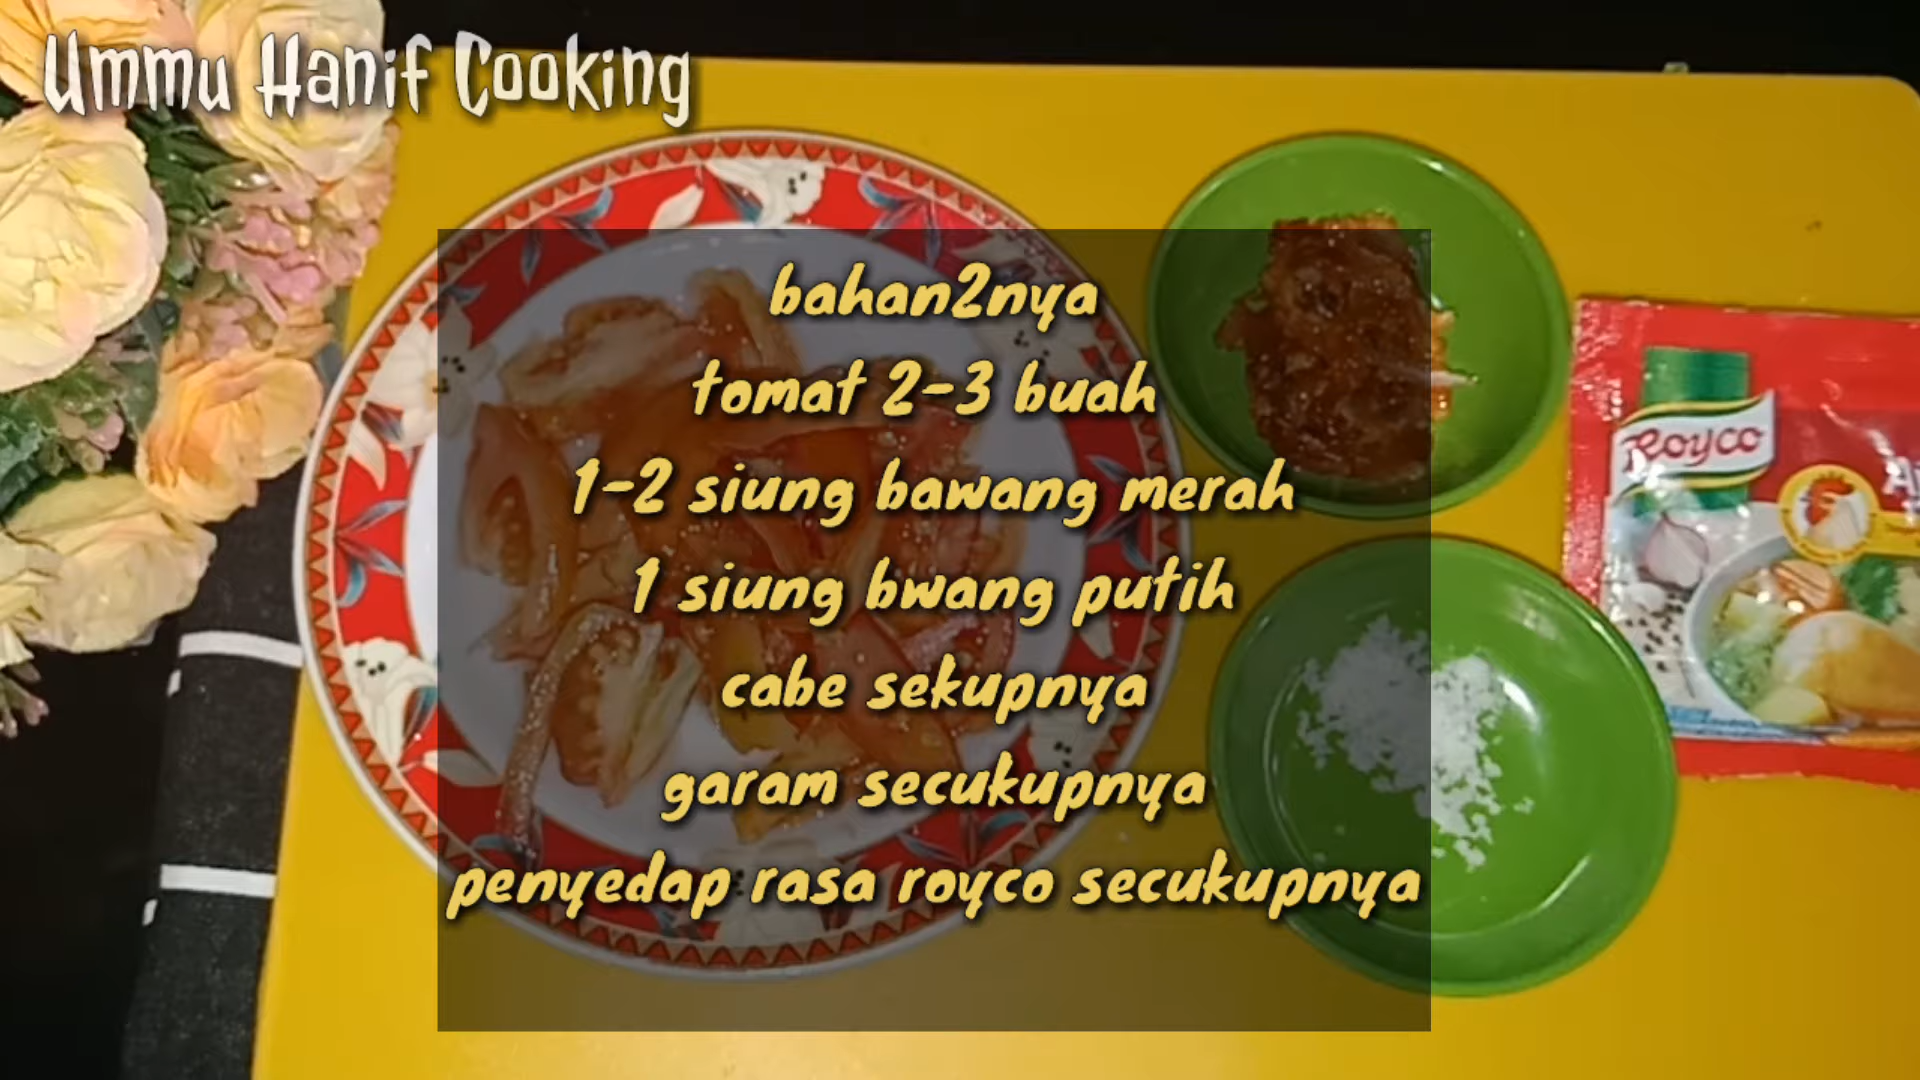 Ummu Hanif Cooking
bahan2nya
tomat 2-3 buah
1-2 siung bawang merah
1 siung bwang putih
cabe sekupnya
garam secukupnya
penyedap rasa royco secukupnya
Royco